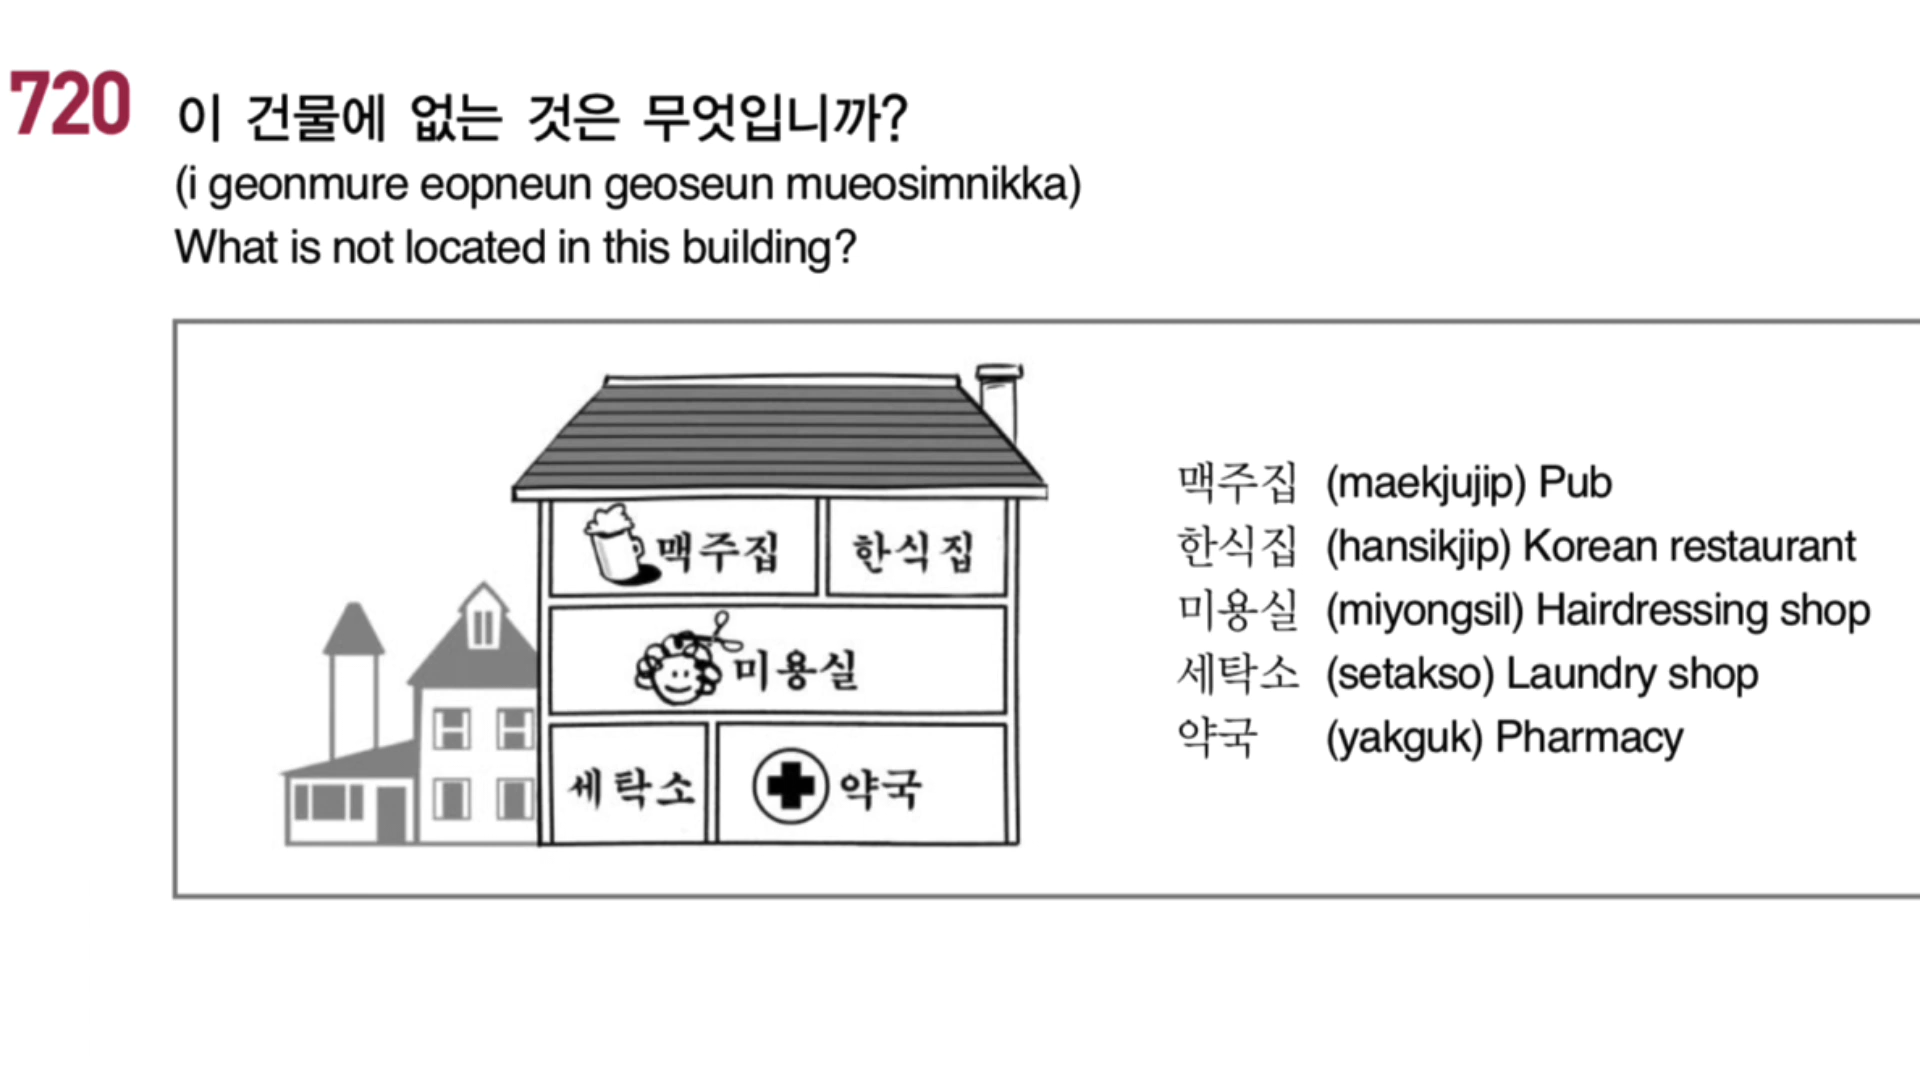 720 이 건물에 없는 것은 무엇입니까?
(i geonmure eopneun geoseun mueosimnikka)
What is not located in this building?
맥주집 한식집
미용실
세탁소 약국
맥주집 (maekjujip) Pub
한식집 (hansikjip) Korean restaurant
미용실 (miyongsil) Hairdressing shop
세탁소 (setakso) Laundry shop
약국 (yakguk) Pharmacy